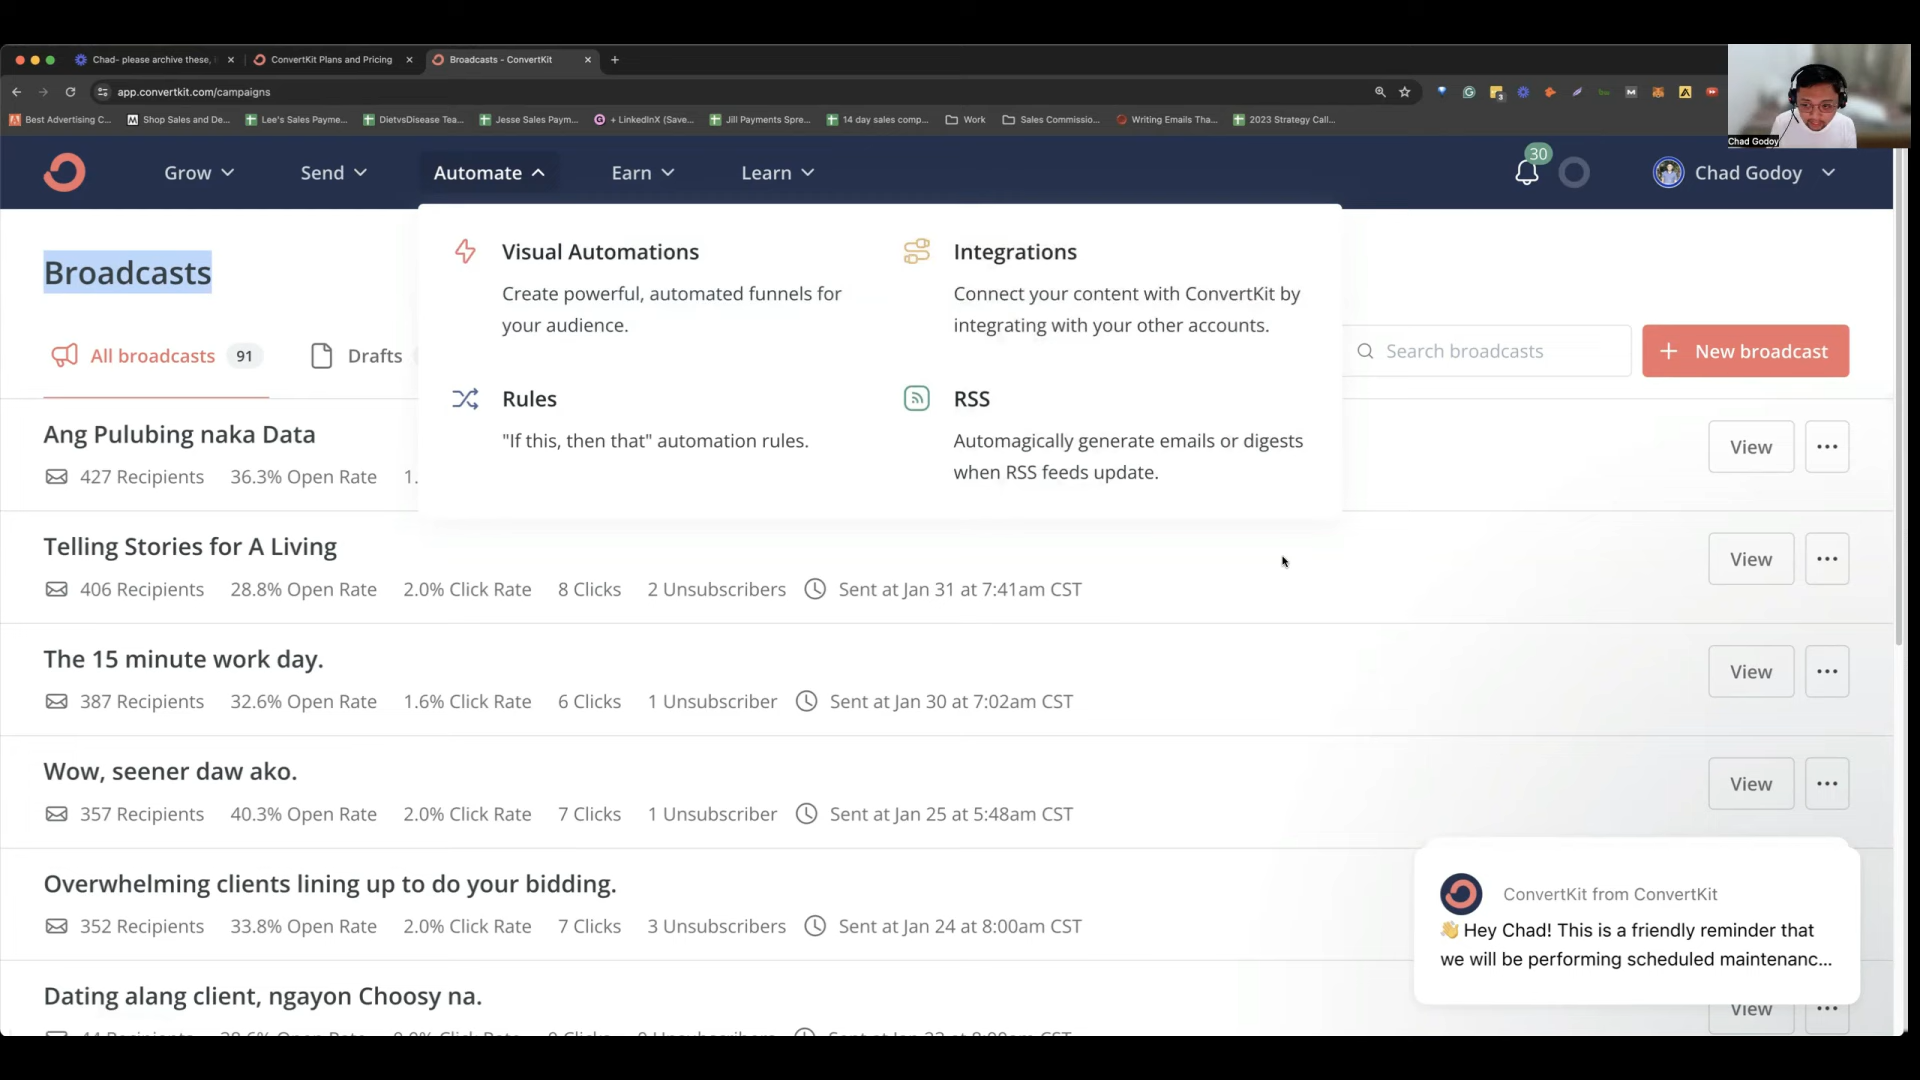 Chad- please archive these,
ConvertKit Plans and Pricing
Broadcasts - ConvertKit
app.convertkit.com/campaigns
Best Advertising C...
Shop Sales and De...
Lee's Sales Payme...
DietvsDisease Tea...
Jesse Sales Paym...
+ LinkedInX (Save...
Jill Payments Spre...
14 day sales comp...
Work
Sales Commissio...
Writing Emails Tha...
2023 Strategy Call...
Chad Godoy
Grow
Send
Automate
Earn
Learn
30
Chad Godoy
Broadcasts
Visual Automations
Create powerful, automated funnels for
your audience.
Integrations
Connect your content with ConvertKit by
integrating with your other accounts.
Rules
"If this, then that" automation rules.
RSS
Automagically generate emails or digests
when RSS feeds update.
All broadcasts 91
Drafts
Search broadcasts
+ New broadcast
Ang Pulubing naka Data
427 Recipients 36.3% Open Rate 1.
View ...
Telling Stories for A Living
406 Recipients 28.8% Open Rate 2.0% Click Rate 8 Clicks 2 Unsubscribers Sent at Jan 31 at 7:41am CST
View ...
The 15 minute work day.
387 Recipients 32.6% Open Rate 1.6% Click Rate 6 Clicks 1 Unsubscriber Sent at Jan 30 at 7:02am CST
View ...
Wow, seener daw ako.
357 Recipients 40.3% Open Rate 2.0% Click Rate 7 Clicks 1 Unsubscriber Sent at Jan 25 at 5:48am CST
View ...
Overwhelming clients lining up to do your bidding.
352 Recipients 33.8% Open Rate 2.0% Click Rate 7 Clicks 3 Unsubscribers Sent at Jan 24 at 8:00am CST
ConvertKit from ConvertKit
👋 Hey Chad! This is a friendly reminder that
we will be performing scheduled maintenanc...
Dating alang client, ngayon Choosy na.
View ...